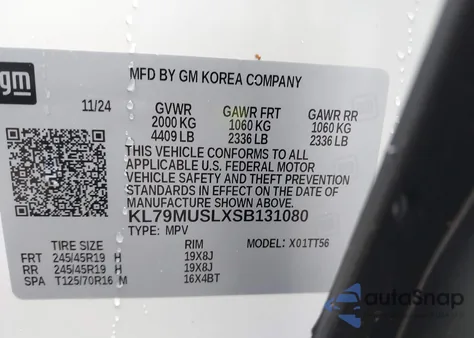 gm
MFD BY GM KOREA COMPANY
11/24
GVWR GAWR FRT GAWR RR
2000 KG 1060 KG 1060 KG
4409 LB 2336 LB 2336 LB
THIS VEHICLE CONFORMS TO ALL
APPLICABLE U.S. FEDERAL MOTOR
VEHICLE SAFETY AND THEFT PREVENTION
STANDARDS IN EFFECT ON THE DATE OF
MANUFACTURE SHOWN ABOVE.
KL79MUSLXSB131080
TYPE: MPV MODEL: X01TT56
TIRE SIZE RIM
FRT 245/45R19 H 19X8J
RR 245/45R19 H 19X8J
SPA T125/70R16 M 16X4BT
autoSnap